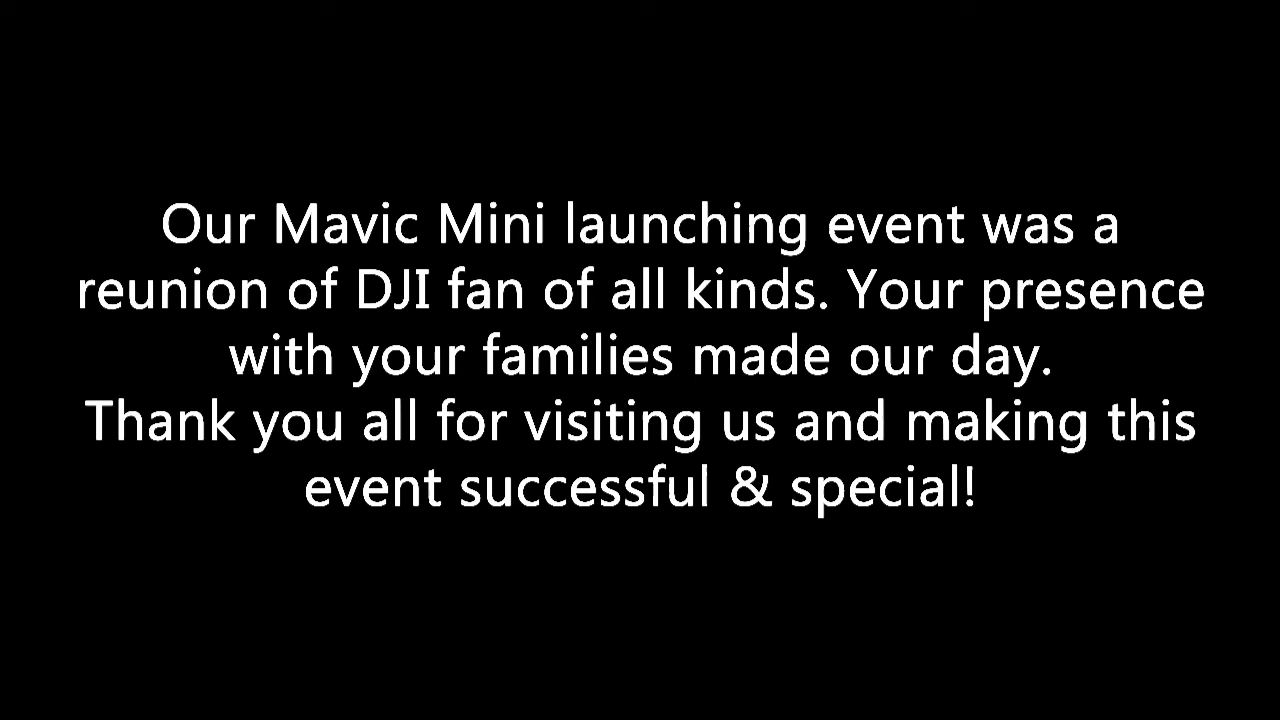 Our Mavic Mini launching event was a
reunion of DJI fan of all kinds. Your presence
with your families made our day.
Thank you all for visiting us and making this
event successful & special!